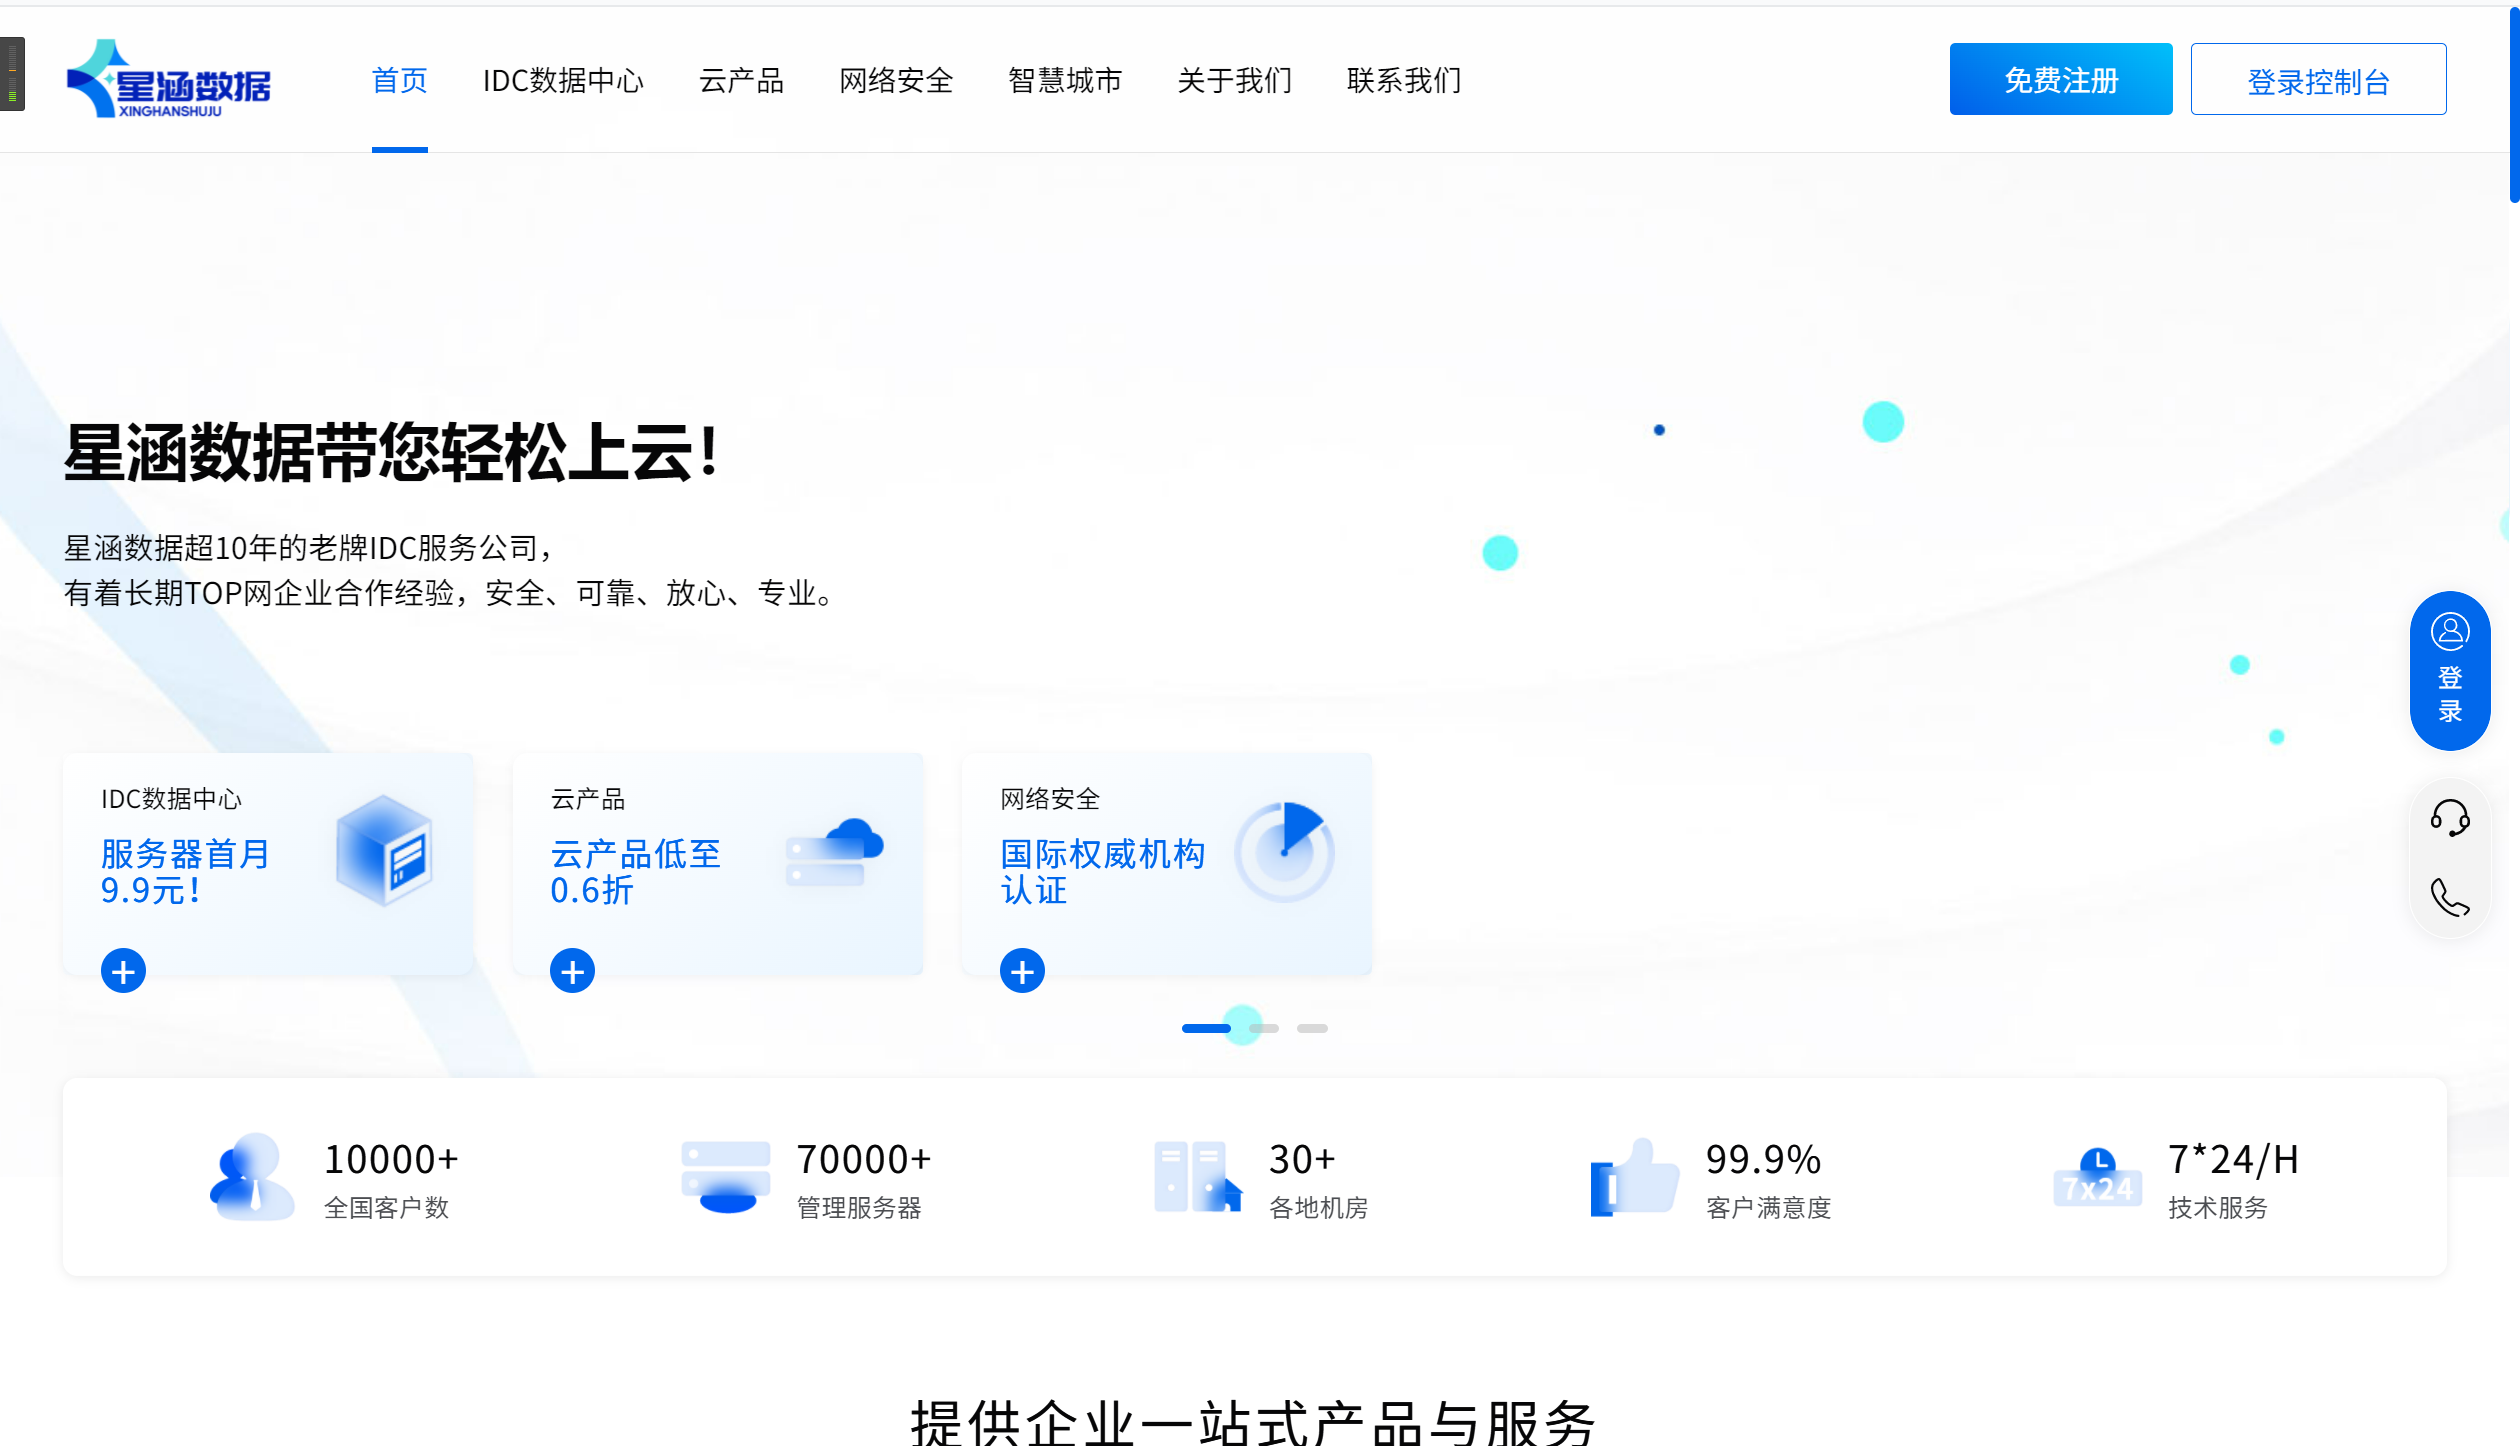 星涵数据
XINGHANSHUJU
首页
IDC数据中心
云产品
网络安全
智慧城市
关于我们
联系我们
免费注册
登录控制台
星涵数据带您轻松上云！
星涵数据超10年的老牌IDC服务公司，
有着长期TOP网企业合作经验，安全、可靠、放心、专业。
登
录
IDC数据中心
服务器首月
9.9元！
云产品
云产品低至
0.6折
网络安全
国际权威机构
认证
10000+
全国客户数
70000+
管理服务器
30+
各地机房
99.9%
客户满意度
7x24
7*24/H
技术服务
提供企业一站式产品与服务